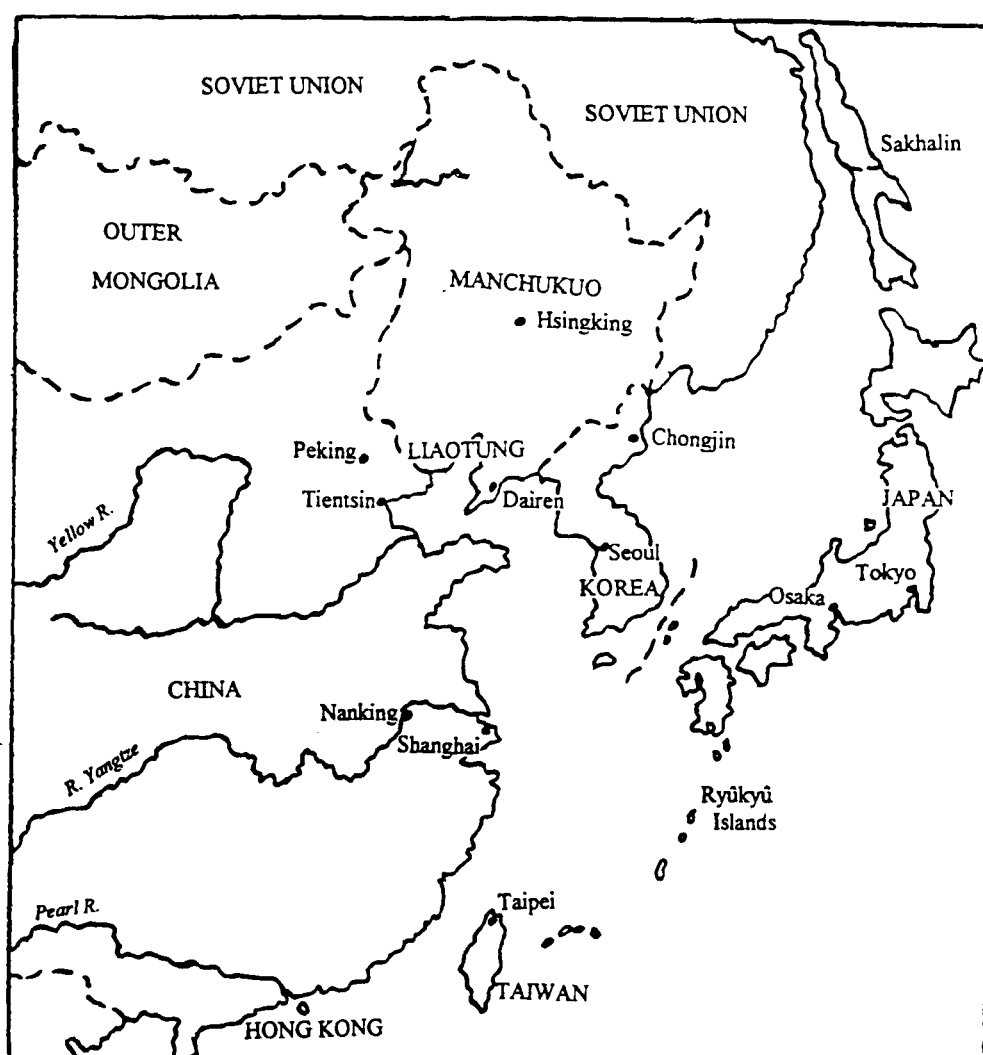 SOVIET UNION
SOVIET UNION
Sakhalin
OUTER
MONGOLIA
MANCHUKUO
Hsingking
Peking
LIAOTÛNG
Chongjin
Tientsin
Dairen
JAPAN
Yellow R.
Seoul
KOREA
Tokyo
Osaka
CHINA
Nanking
Shanghai
R. Yangtze
Ryûkyû
Islands
Pearl R.
Taipei
TAIWAN
HONG KONG